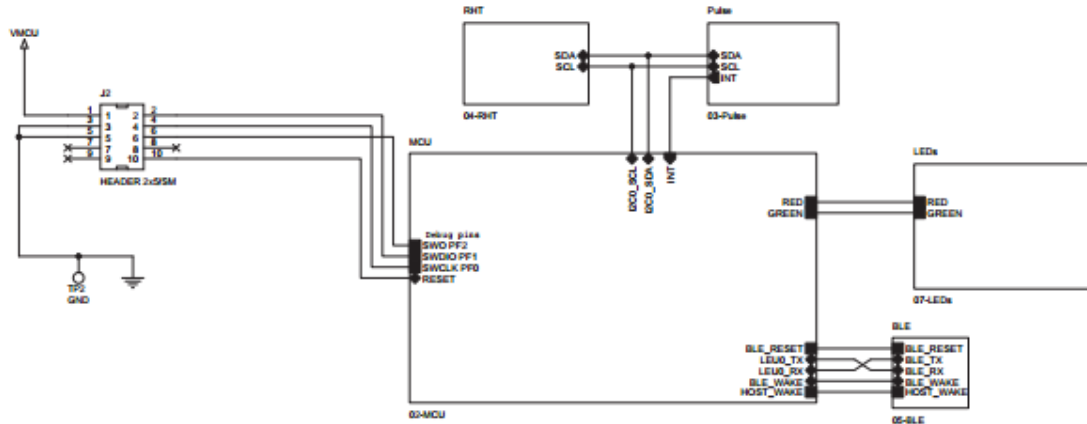 RHT
Pulse
VMCU
SDA
SCL
SDA
SCL
INT
J2
1 1 2 2
3 3 4 4
5 5 6 6
7 7 8 8
9 9 10 10
04-RHT
03-Pulse
MCU
LEDs
HEADER 2x5/SM
I2C0_SCL
I2C0_SDA
INT
RED
GREEN
RED
GREEN
Debug pins
SWO PF2
SWDIO PF1
SWCLK PF0
RESET
TP2
GND
07-LEDs
BLE
BLE_RESET
LEU0_TX
LEU0_RX
BLE_WAKE
HOST_WAKE
BLE_RESET
BLE_TX
BLE_RX
BLE_WAKE
HOST_WAKE
02-MCU
05-BLE